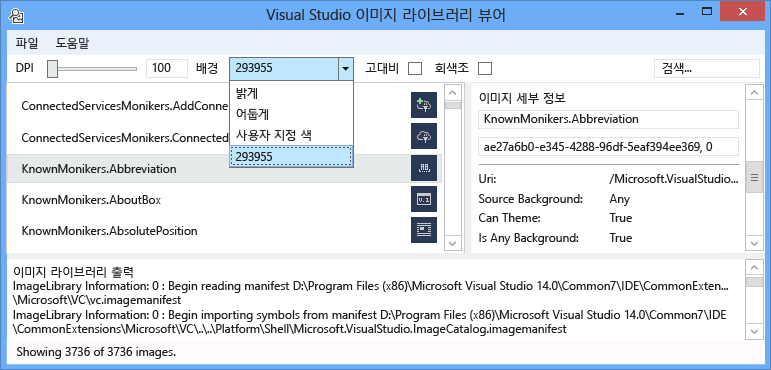 Visual Studio 이미지 라이브러리 뷰어
파일 도움말
DPI 100 배경 293955 고대비 회색조 검색...
밝게
어둡게
사용자 지정 색
293955
ConnectedServicesMonikers.AddConne
ConnectedServicesMonikers.Connected
KnownMonikers.Abbreviation
KnownMonikers.AboutBox
KnownMonikers.AbsolutePosition
이미지 세부 정보
KnownMonikers.Abbreviation
ae27a6b0-e345-4288-96df-5eaf394ee369, 0
Uri: /Microsoft.VisualStudio...
Source Background: Any
Can Theme: True
Is Any Background: True
이미지 라이브러리 출력
ImageLibrary Information: 0 : Begin reading manifest D:\Program Files (x86)\Microsoft Visual Studio 14.0\Common7\IDE\CommonExten...
\Microsoft\VC\vc.imagemanifest
ImageLibrary Information: 0 : Begin importing symbols from manifest D:\Program Files (x86)\Microsoft Visual Studio 14.0\Common7\IDE
\CommonExtensions\Microsoft\VC\..\..\Platform\Shell\Microsoft.VisualStudio.ImageCatalog.imagemanifest
Showing 3736 of 3736 images.